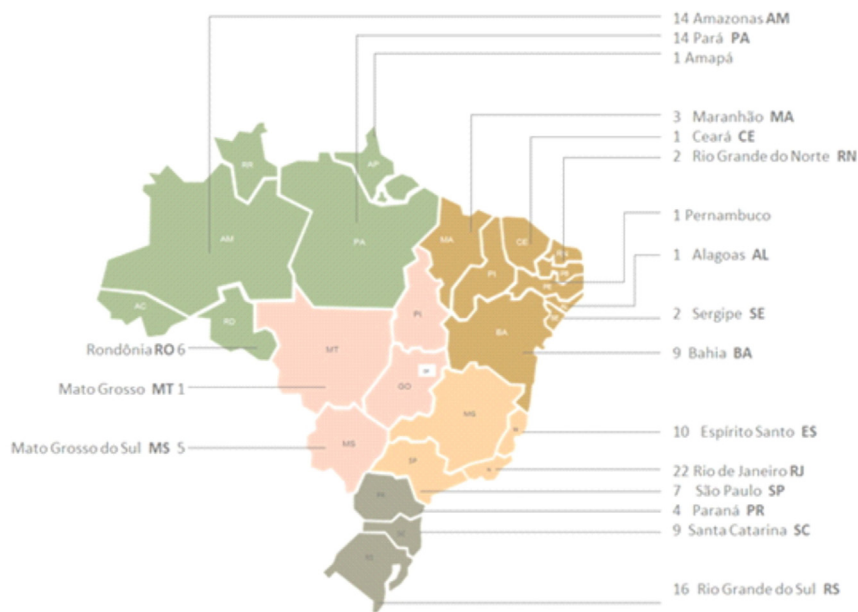 14 Amazonas AM
14 Pará PA
1 Amapá
3 Maranhão MA
1 Ceará CE
2 Rio Grande do Norte RN
1 Pernambuco
1 Alagoas AL
2 Sergipe SE
9 Bahia BA
10 Espírito Santo ES
22 Rio de Janeiro RJ
7 São Paulo SP
4 Paraná PR
9 Santa Catarina SC
16 Rio Grande do Sul RS
Rondônia RO 6
Mato Grosso MT 1
Mato Grosso do Sul MS 5
RR
AP
AM
PA
MA
CE
PI
AC
RO
PI
BA
MT
GO
MG
MS
SP